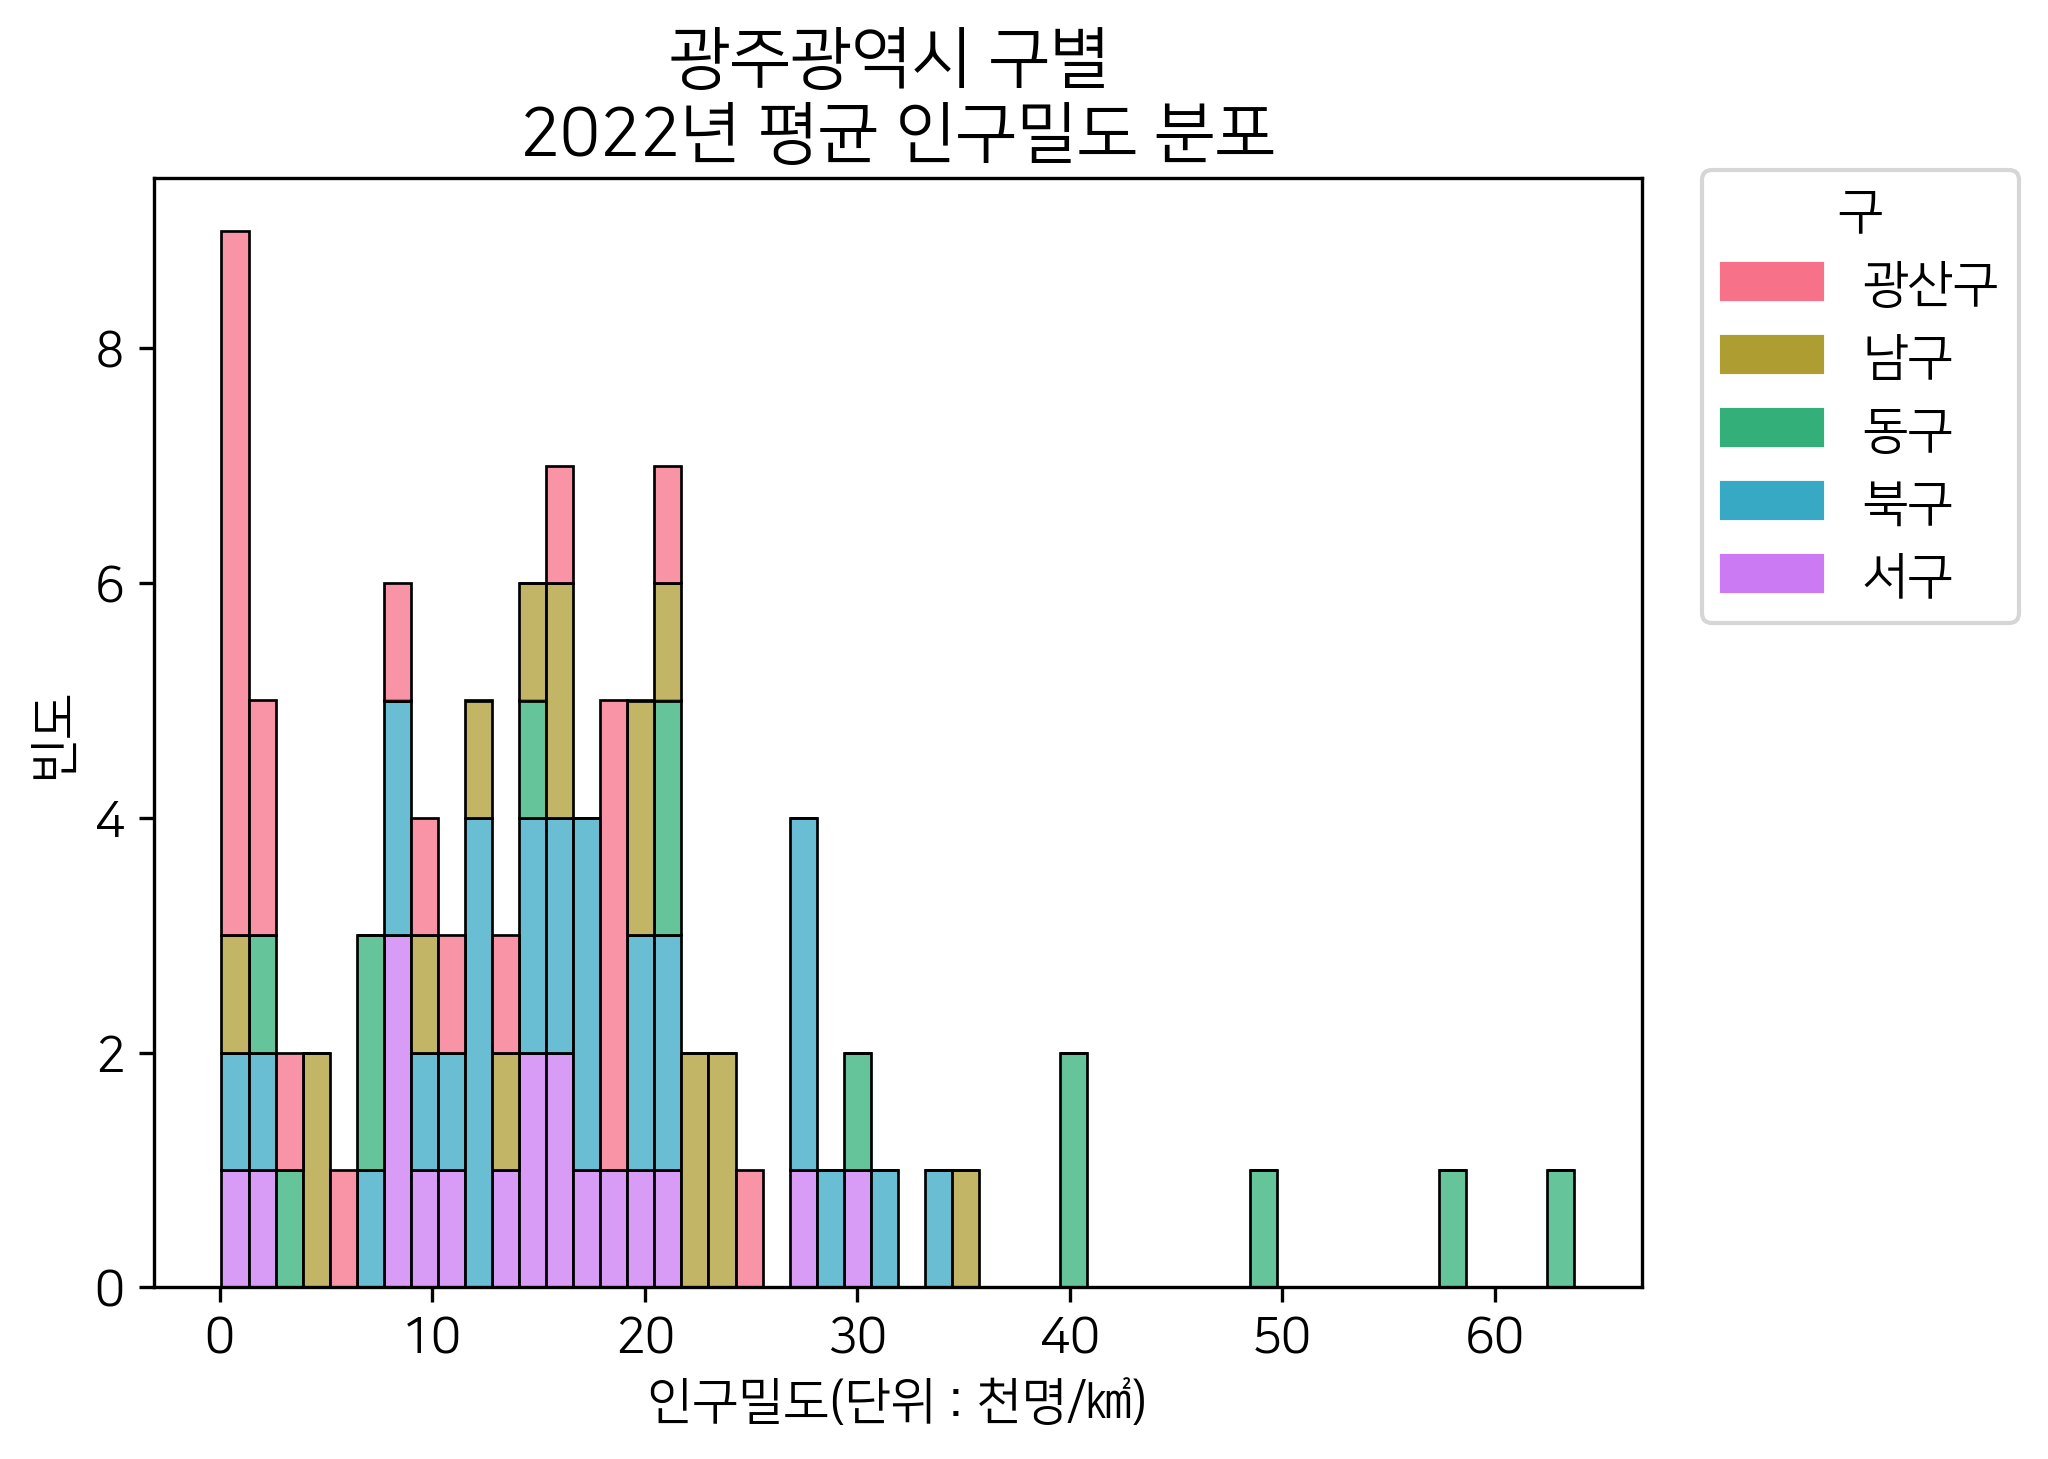 광주광역시 구별
2022년 평균 인구밀도 분포
구
광산구
남구
동구
북구
서구
빈도
8
6
4
2
0
0 10 20 30 40 50 60
인구밀도(단위 : 천명/㎢)